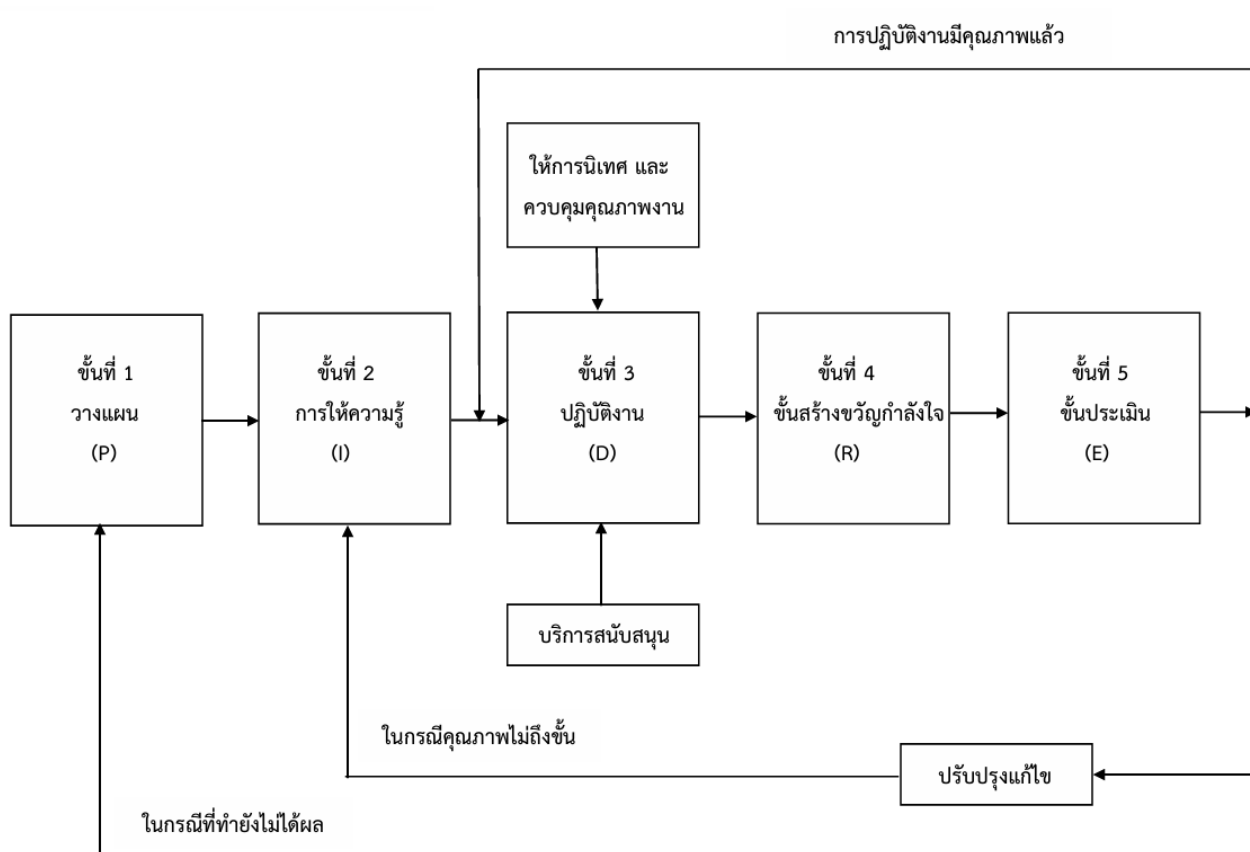 การปฏิบัติงานมีคุณภาพแล้ว
ให้การนิเทศ และ
ควบคุมคุณภาพงาน
ขั้นที่ 1
วางแผน
(P)
ขั้นที่ 2
การให้ความรู้
(I)
ขั้นที่ 3
ปฏิบัติงาน
(D)
ขั้นที่ 4
ขั้นสร้างขวัญกำลังใจ
(R)
ขั้นที่ 5
ขั้นประเมิน
(E)
บริการสนับสนุน
ในกรณีคุณภาพไม่ถึงขั้น
ปรับปรุงแก้ไข
ในกรณีที่ทำยังไม่ได้ผล